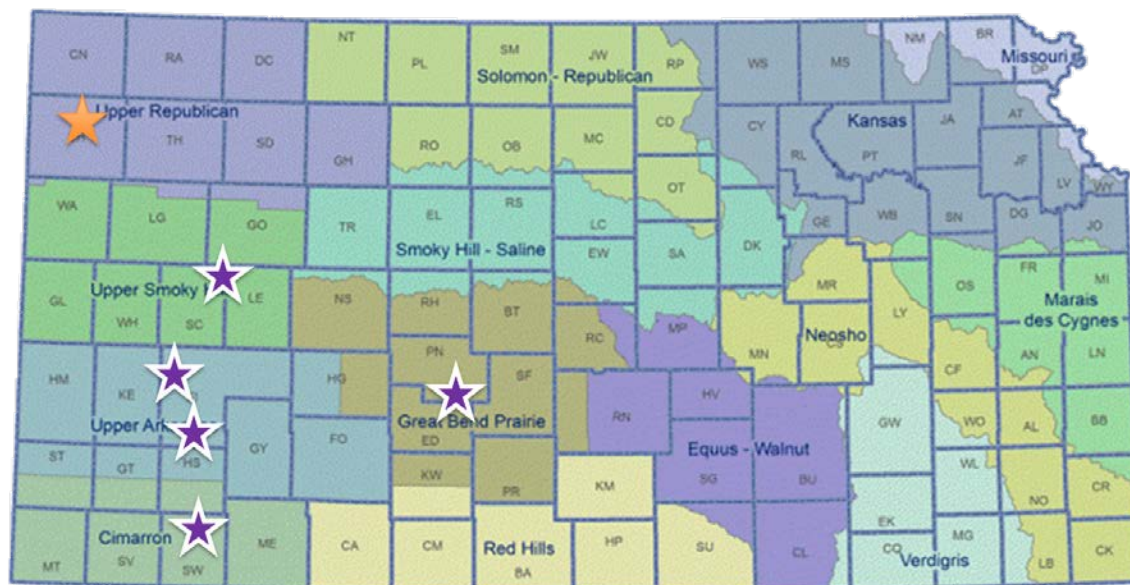 CN RA DC NT PL SM JW RP WS MS NM BR DP
Missouri
Solomon - Republican
Upper Republican
TH SD GH RO OB MC CD CY RL PT JA AT JF LV WY
Kansas
WA LG GO TR EL RS LC OT DK GE WB SN DG JO
Smoky Hill - Saline
EW SA
GL WH SC LE NS RH BT RC MP MR LY OS FR MI
Upper Smoky
Marais
des Cygnes
Neosho
MN CS AN LN
HM KE HG PN SF RN HV CF
Upper Ark
Great Bend Prairie
GY FO ED GW WO AL BB
Equus - Walnut
ST GT HS KW PR KM SG BU WL NO CR
Cimarron
MT SV SW ME CA CM BA HP SU CL EK CO MG LB CK
Red Hills
Verdigris